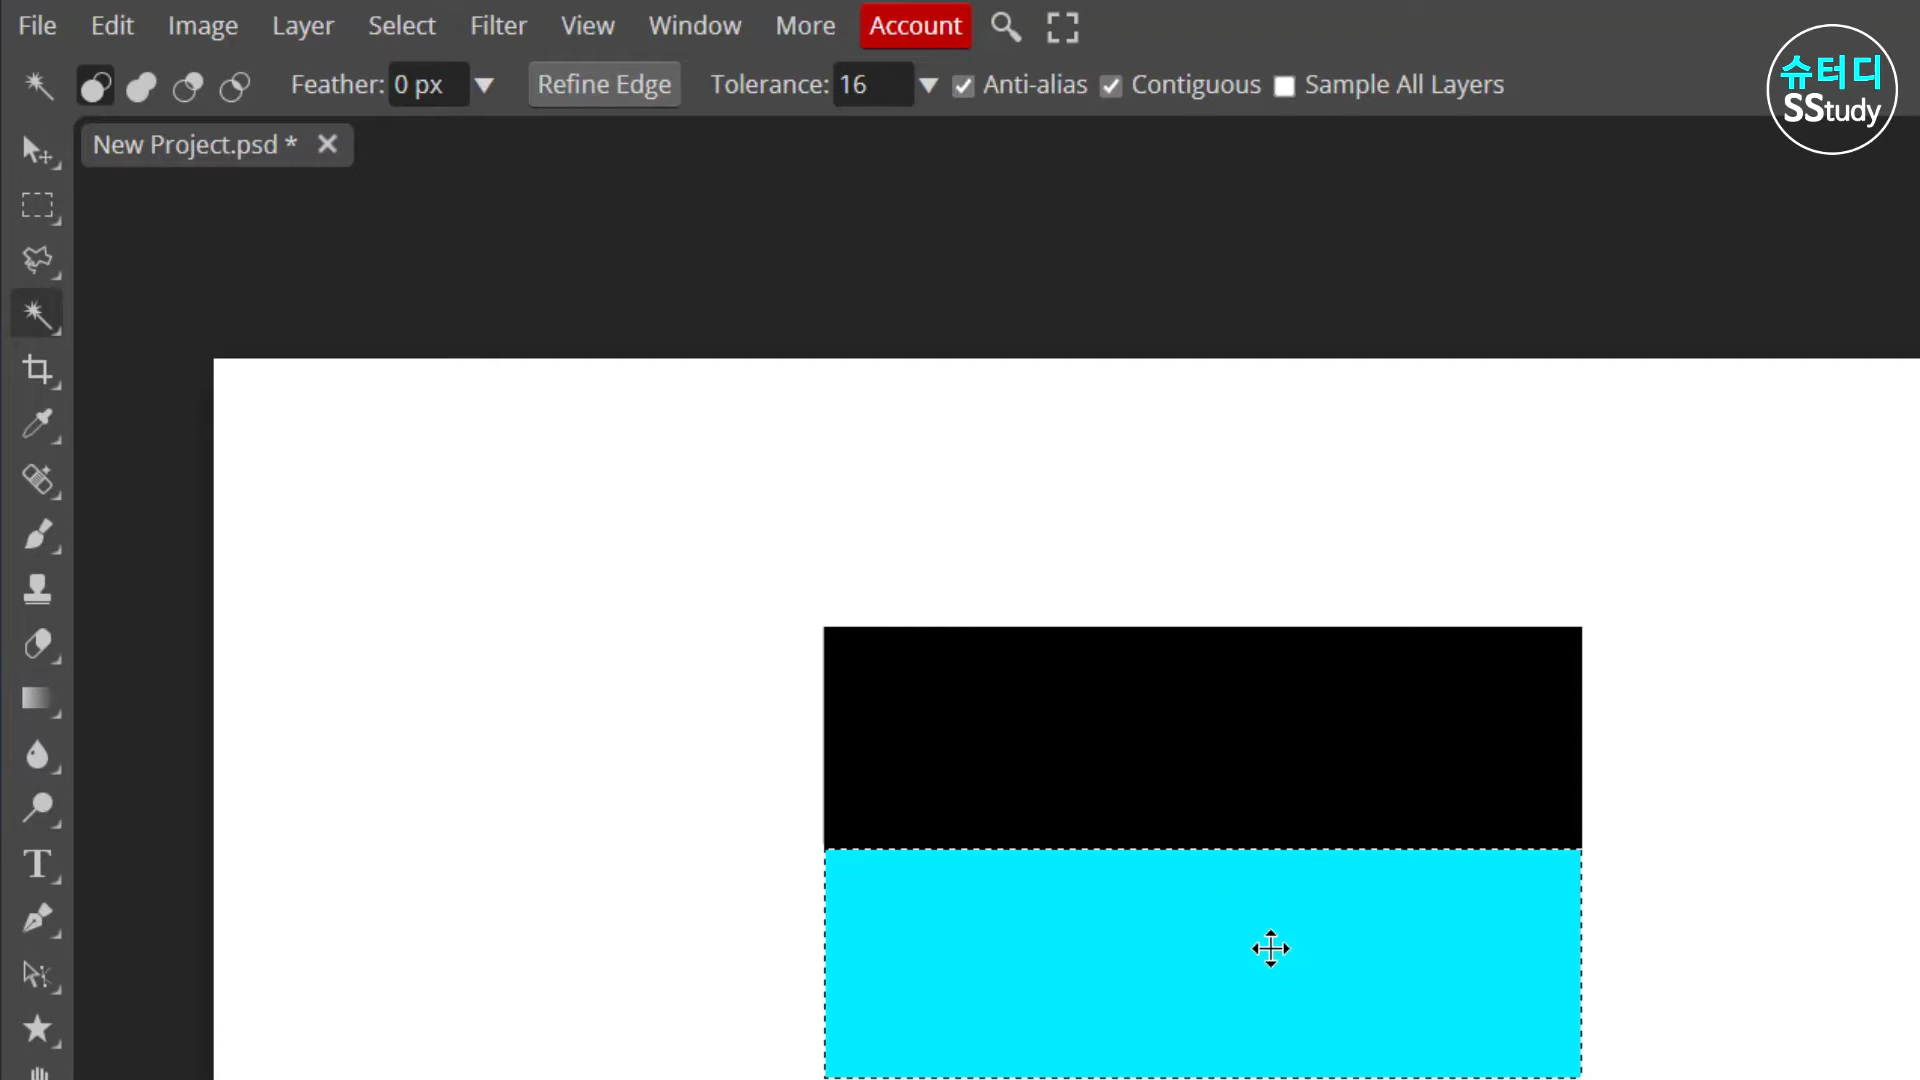 File Edit Image Layer Select Filter View Window More Account
Feather: 0 px Refine Edge Tolerance: 16 Anti-alias Contiguous Sample All Layers
슈터디
SStudy
New Project.psd *
T